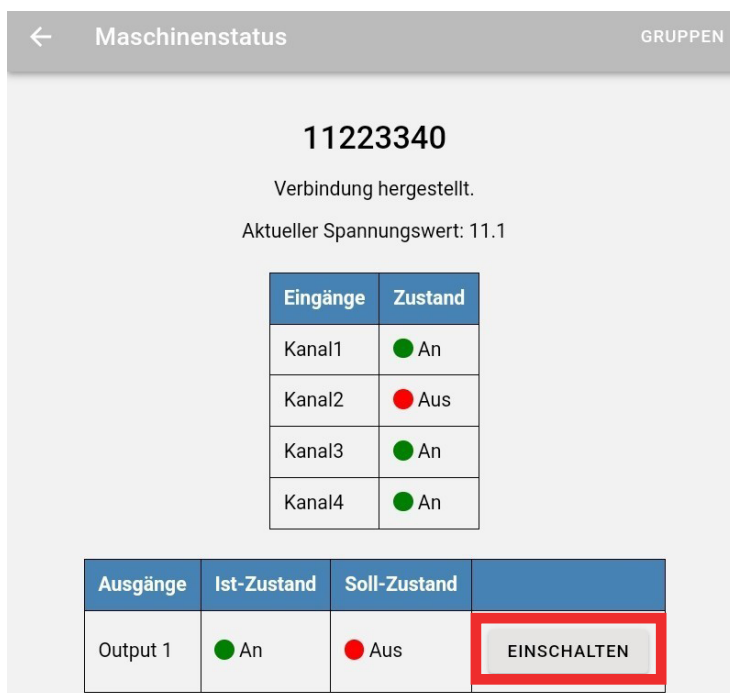 ← Maschinenstatus GRUPPEN
11223340
Verbindung hergestellt.
Aktueller Spannungswert: 11.1
Eingänge Zustand
Kanal1 An
Kanal2 Aus
Kanal3 An
Kanal4 An
Ausgänge Ist-Zustand Soll-Zustand
Output 1 An Aus EINSCHALTEN